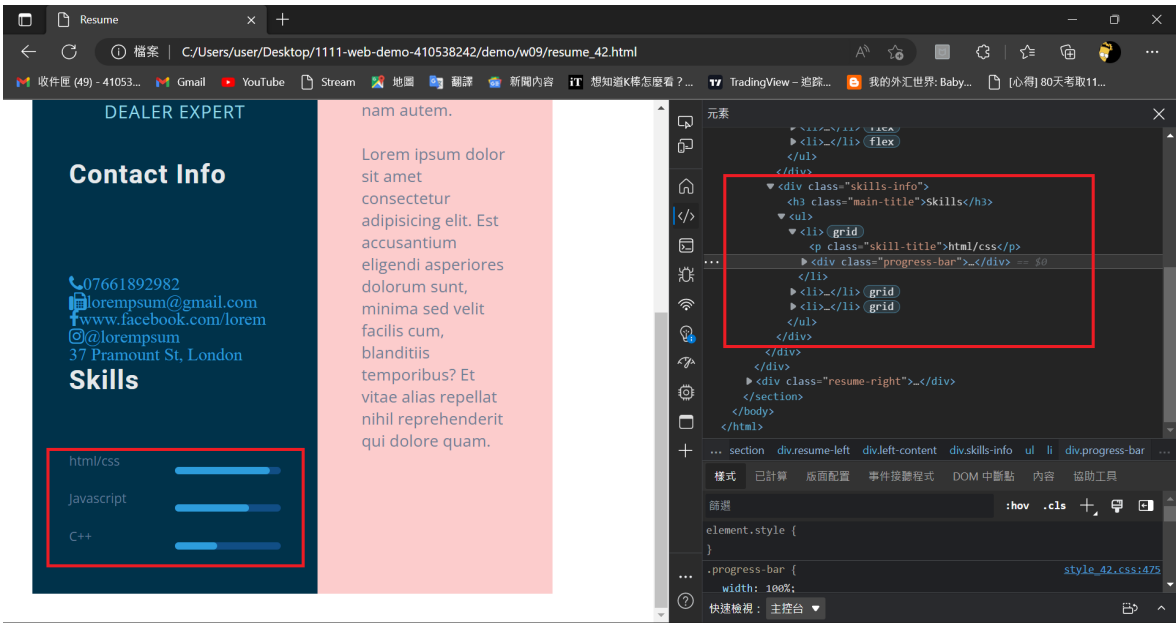 Resume
檔案 | C:/Users/user/Desktop/1111-web-demo-410538242/demo/w09/resume_42.html
收件匣 (49) - 41053... Gmail YouTube Stream 地圖 翻譯 新聞內容 iT 想知道K棒怎麼看？... TradingView – 追踪... 我的外汇世界: Baby... [心得] 80天考取11...
DEALER EXPERT
Contact Info
07661892982
lorempsum@gmail.com
www.facebook.com/lorem
@lorempsum
37 Pramount St, London
Skills
html/css
Javascript
C++
nam autem.
Lorem ipsum dolor
sit amet
consectetur
adipisicing elit. Est
accusantium
eligendi asperiores
dolorum sunt,
minima sed velit
facilis cum,
blanditiis
temporibus? Et
vitae alias repellat
nihil reprehenderit
qui dolore quam.
元素
▶<li>…</li> flex
▶<li>…</li> flex
</ul>
</div>
▼<div class="skills-info">
<h3 class="main-title">Skills</h3>
▼<ul>
▼<li> grid
<p class="skill-title">html/css</p>
... ▶<div class="progress-bar">…</div> == $0
</li>
▶<li>…</li> grid
▶<li>…</li> grid
</ul>
</div>
</div>
</div>
▶<div class="resume-right">…</div>
</section>
</body>
</html>
... section div.resume-left div.left-content div.skills-info ul li div.progress-bar ...
樣式 已計算 版面配置 事件接聽程式 DOM 中斷點 內容 協助工具
篩選 :hov .cls
element.style {
}
.progress-bar { style_42.css:475
width: 100%;
快速檢視： 主控台 ▼